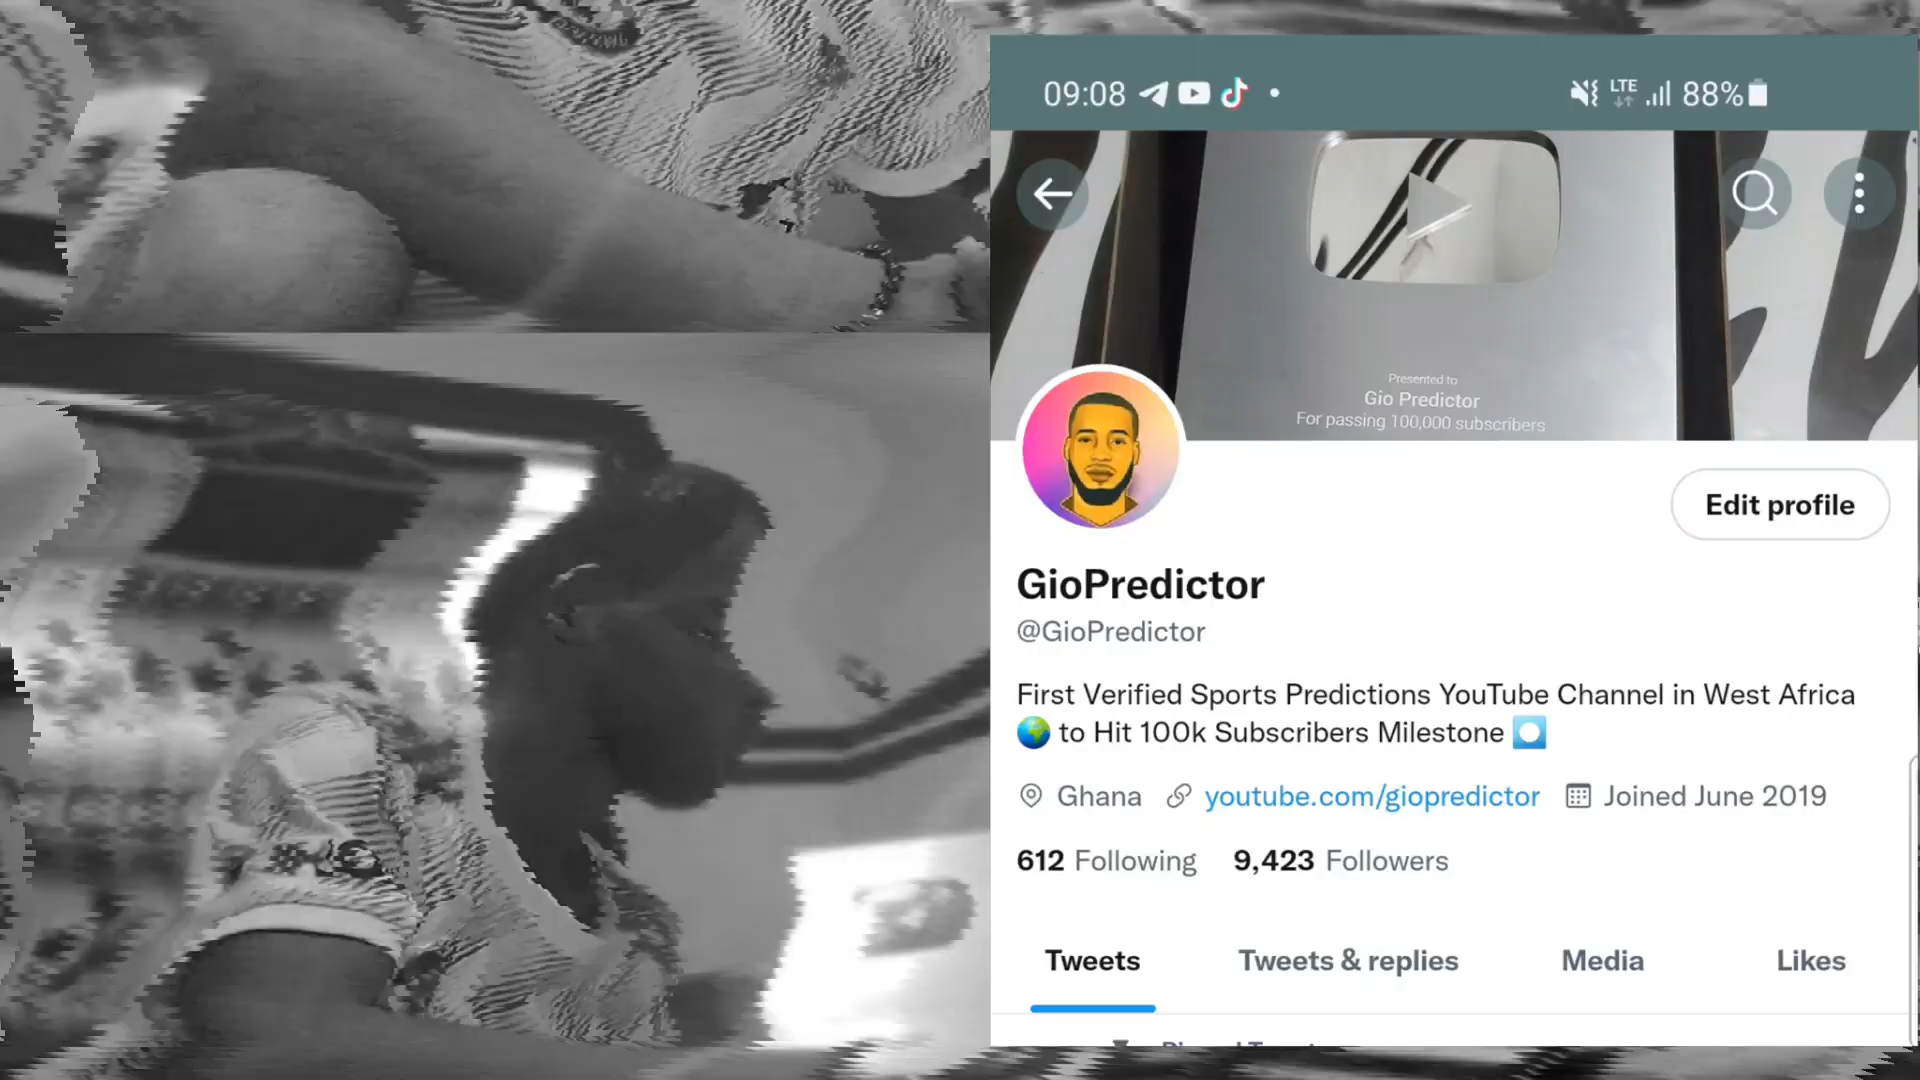 09:08
LTE
88%
Presented to
Gio Predictor
For passing 100,000 subscribers
Edit profile
GioPredictor
@GioPredictor
First Verified Sports Predictions YouTube Channel in West Africa
to Hit 100k Subscribers Milestone
Ghana youtube.com/giopredictor Joined June 2019
612 Following 9,423 Followers
Tweets Tweets & replies Media Likes